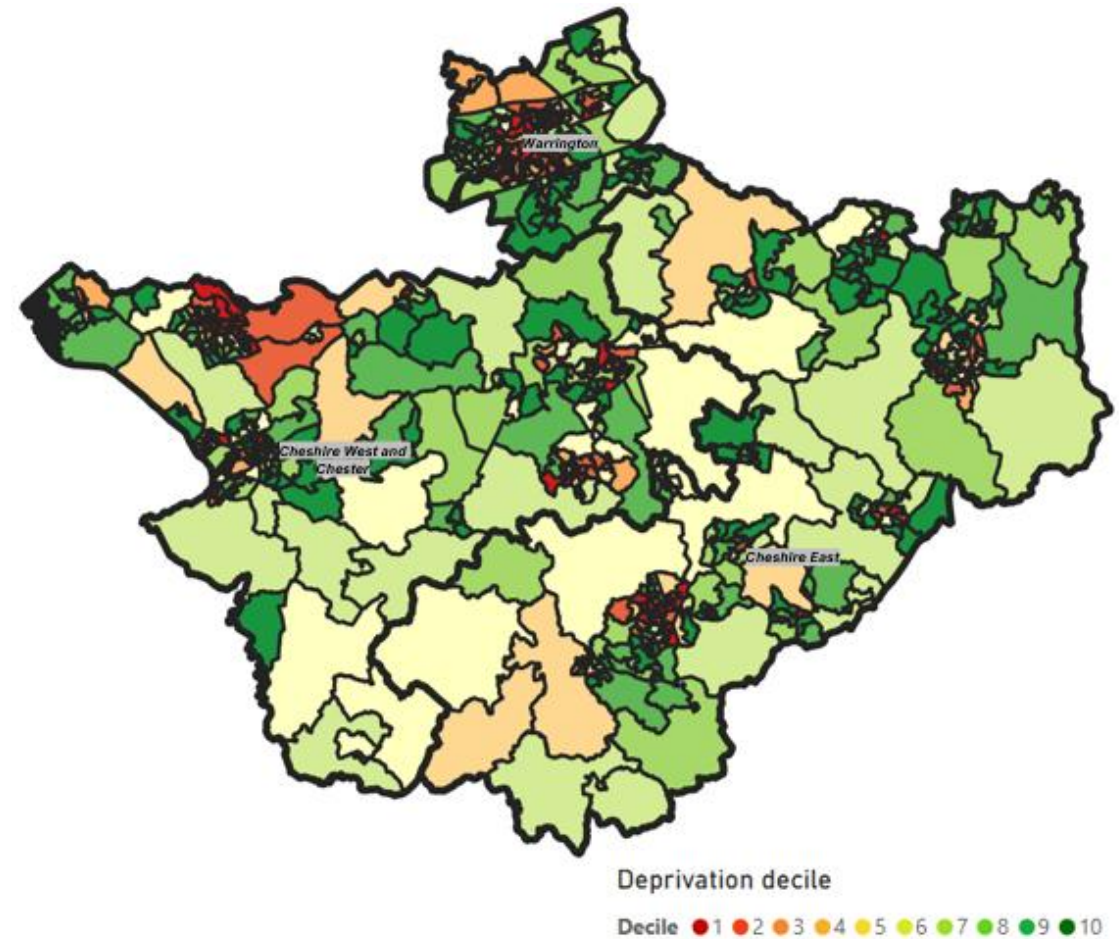 Warrington
Cheshire West and
Chester
Cheshire East
Deprivation decile
Decile 1 2 3 4 5 6 7 8 9 10